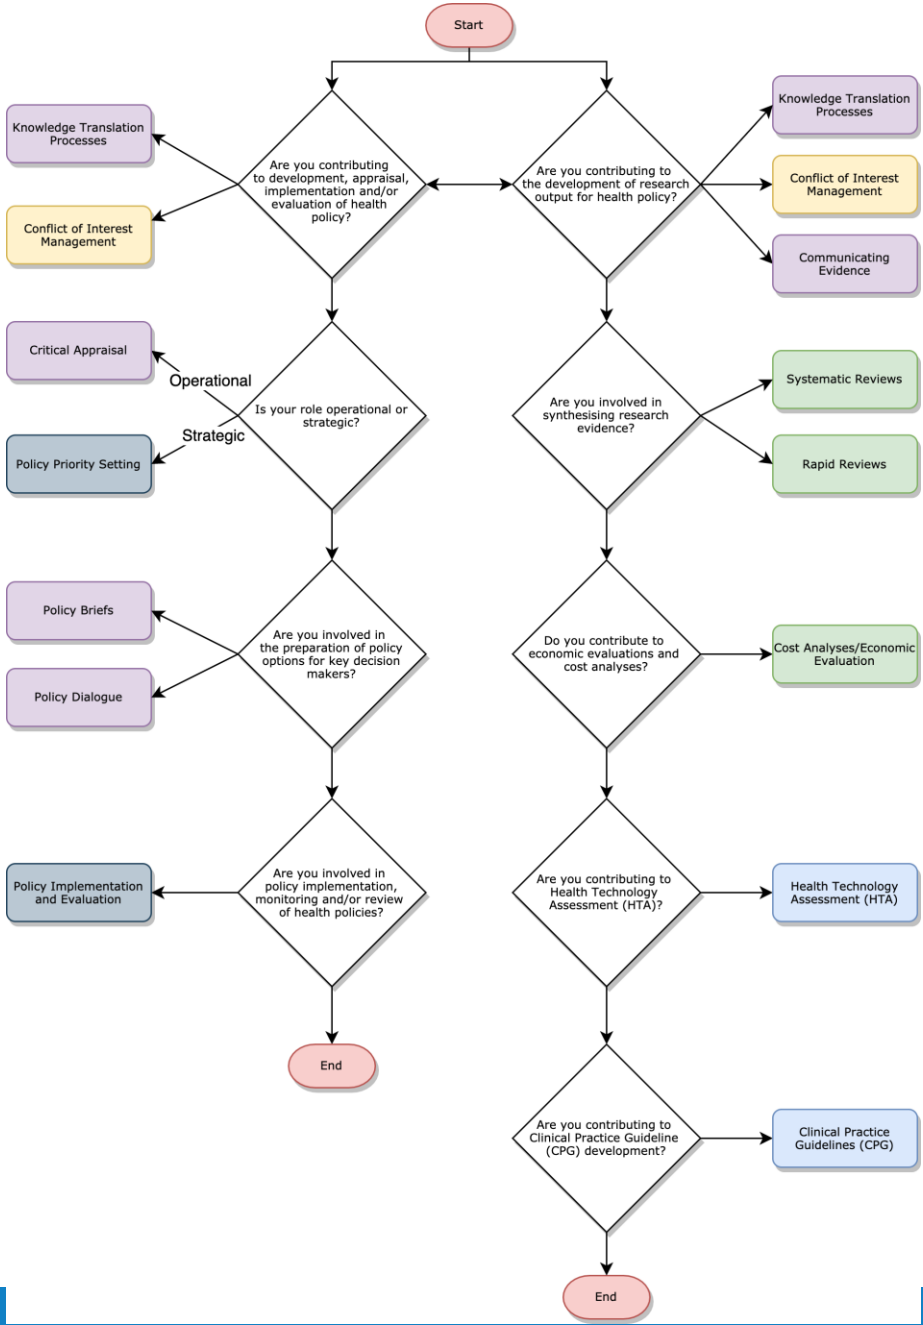 Start
Knowledge Translation
Processes
Conflict of Interest
Management
Are you contributing
to development, appraisal,
implementation and/or
evaluation of health
policy?
Are you contributing to
the development of research
output for health policy?
Knowledge Translation
Processes
Conflict of Interest
Management
Communicating
Evidence
Critical Appraisal
Operational
Strategic
Policy Priority Setting
Is your role operational or
strategic?
Are you involved in
synthesising research
evidence?
Systematic Reviews
Rapid Reviews
Policy Briefs
Policy Dialogue
Are you involved in
the preparation of policy
options for key decision
makers?
Do you contribute to
economic evaluations and
cost analyses?
Cost Analyses/Economic
Evaluation
Policy Implementation
and Evaluation
Are you involved in
policy implementation,
monitoring and/or review
of health policies?
Are you contributing to
Health Technology
Assessment (HTA)?
Health Technology
Assessment (HTA)
End
Are you contributing to
Clinical Practice Guideline
(CPG) development?
Clinical Practice
Guidelines (CPG)
End